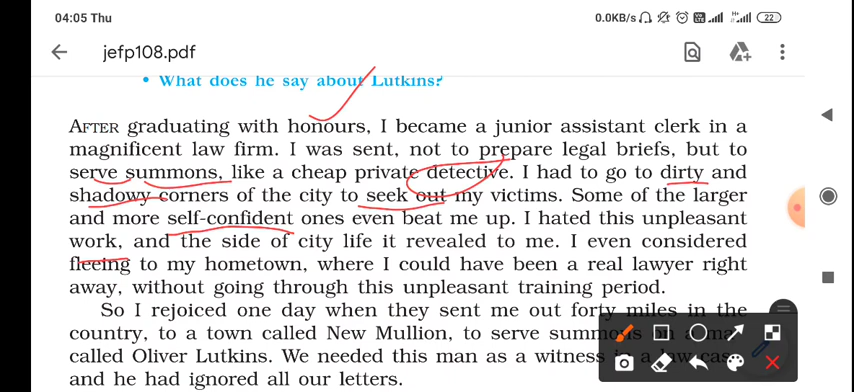 04:05 Thu
0.0KB/s
22
jefp108.pdf
• What does he say about Lutkins?
AFTER graduating with honours, I became a junior assistant clerk in a
magnificent law firm. I was sent, not to prepare legal briefs, but to
serve summons, like a cheap private detective. I had to go to dirty and
shadowy corners of the city to seek out my victims. Some of the larger
and more self-confident ones even beat me up. I hated this unpleasant
work, and the side of city life it revealed to me. I even considered
fleeing to my hometown, where I could have been a real lawyer right
away, without going through this unpleasant training period.
So I rejoiced one day when they sent me out forty miles in the
country, to a town called New Mullion, to serve summons on a
called Oliver Lutkins. We needed this man as a witness in a law case
and he had ignored all our letters.